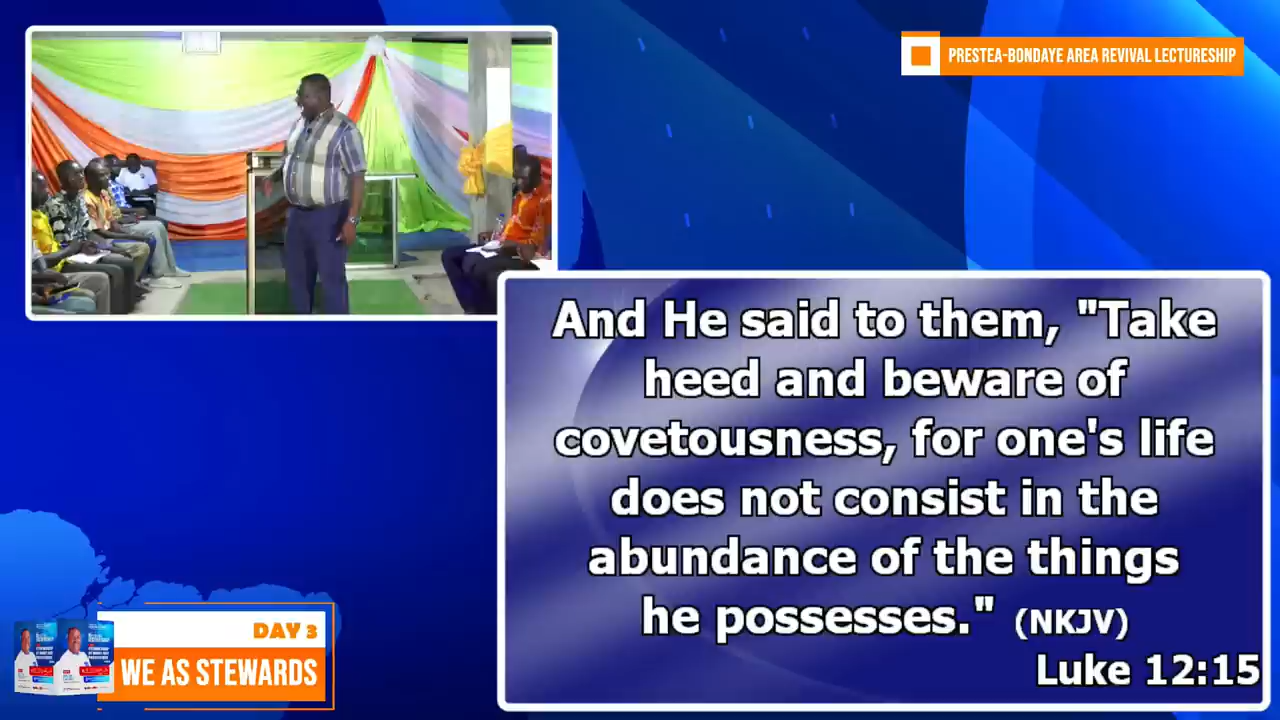 PRESTEA-BONDAYE AREA REVIVAL LECTURESHIP
And He said to them, "Take
heed and beware of
covetousness, for one's life
does not consist in the
abundance of the things
he possesses." (NKJV)
Luke 12:15
DAY 3
WE AS STEWARDS